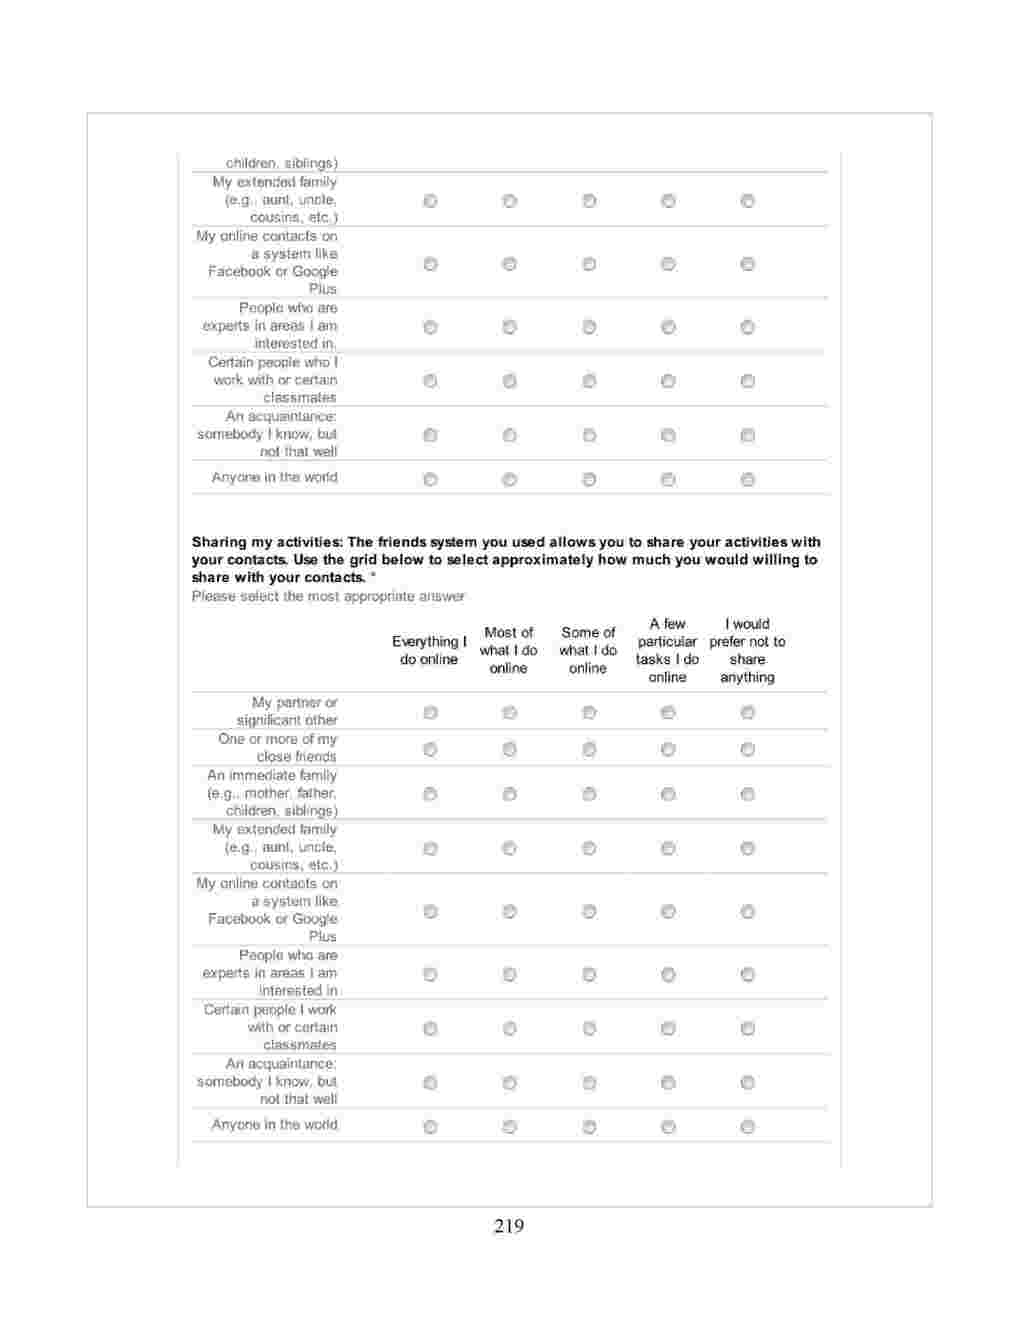 children, siblings)
My extended family
(e.g., aunt, uncle,
cousins, etc.)
My online contacts on
a system like
Facebook or Google
Plus
People who are
experts in areas I am
interested in.
Certain people who I
work with or certain
classmates
An acquaintance:
somebody I know, but
not that well
Anyone in the world
Sharing my activities: The friends system you used allows you to share your activities with
your contacts. Use the grid below to select approximately how much you would willing to
share with your contacts. *
Please select the most appropriate answer
Everything I
do online
Most of
what I do
online
Some of
what I do
online
A few
particular
tasks I do
online
I would
prefer not to
share
anything
My partner or
significant other
One or more of my
close friends
An immediate family
(e.g., mother, father,
children, siblings)
My extended family
(e.g., aunt, uncle,
cousins, etc.)
My online contacts on
a system like
Facebook or Google
Plus
People who are
experts in areas I am
interested in
Certain people I work
with or certain
classmates
An acquaintance:
somebody I know, but
not that well
Anyone in the world
219